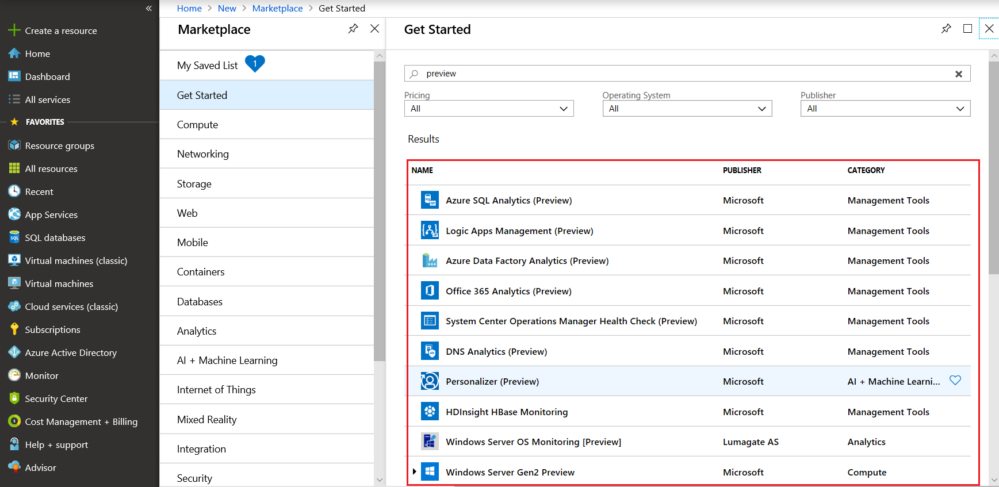 «
Create a resource
Home
Dashboard
All services
FAVORITES
Resource groups
All resources
Recent
App Services
SQL databases
Virtual machines (classic)
Virtual machines
Cloud services (classic)
Subscriptions
Azure Active Directory
Monitor
Security Center
Cost Management + Billing
Help + support
Advisor
Home > New > Marketplace > Get Started
Marketplace
My Saved List 1
Get Started
Compute
Networking
Storage
Web
Mobile
Containers
Databases
Analytics
AI + Machine Learning
Internet of Things
Mixed Reality
Integration
Security
Get Started
preview
Pricing Operating System Publisher
All All All
Results
NAME PUBLISHER CATEGORY
Azure SQL Analytics (Preview) Microsoft Management Tools
Logic Apps Management (Preview) Microsoft Management Tools
Azure Data Factory Analytics (Preview) Microsoft Management Tools
Office 365 Analytics (Preview) Microsoft Management Tools
System Center Operations Manager Health Check (Preview) Microsoft Management Tools
DNS Analytics (Preview) Microsoft Management Tools
Personalizer (Preview) Microsoft AI + Machine Learni...
HDInsight HBase Monitoring Microsoft Management Tools
Windows Server OS Monitoring [Preview] Lumagate AS Analytics
Windows Server Gen2 Preview Microsoft Compute